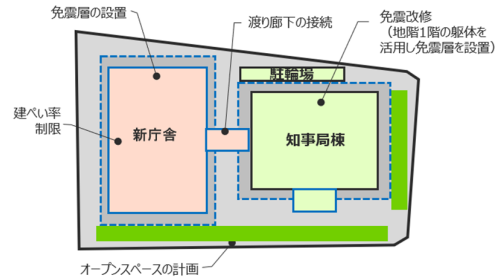 免震層の設置
渡り廊下の接続
免震改修
（地階1階の躯体を
活用し免震層を設置）
駐輪場
建ぺい率
制限
新庁舎
知事局棟
オープンスペースの計画